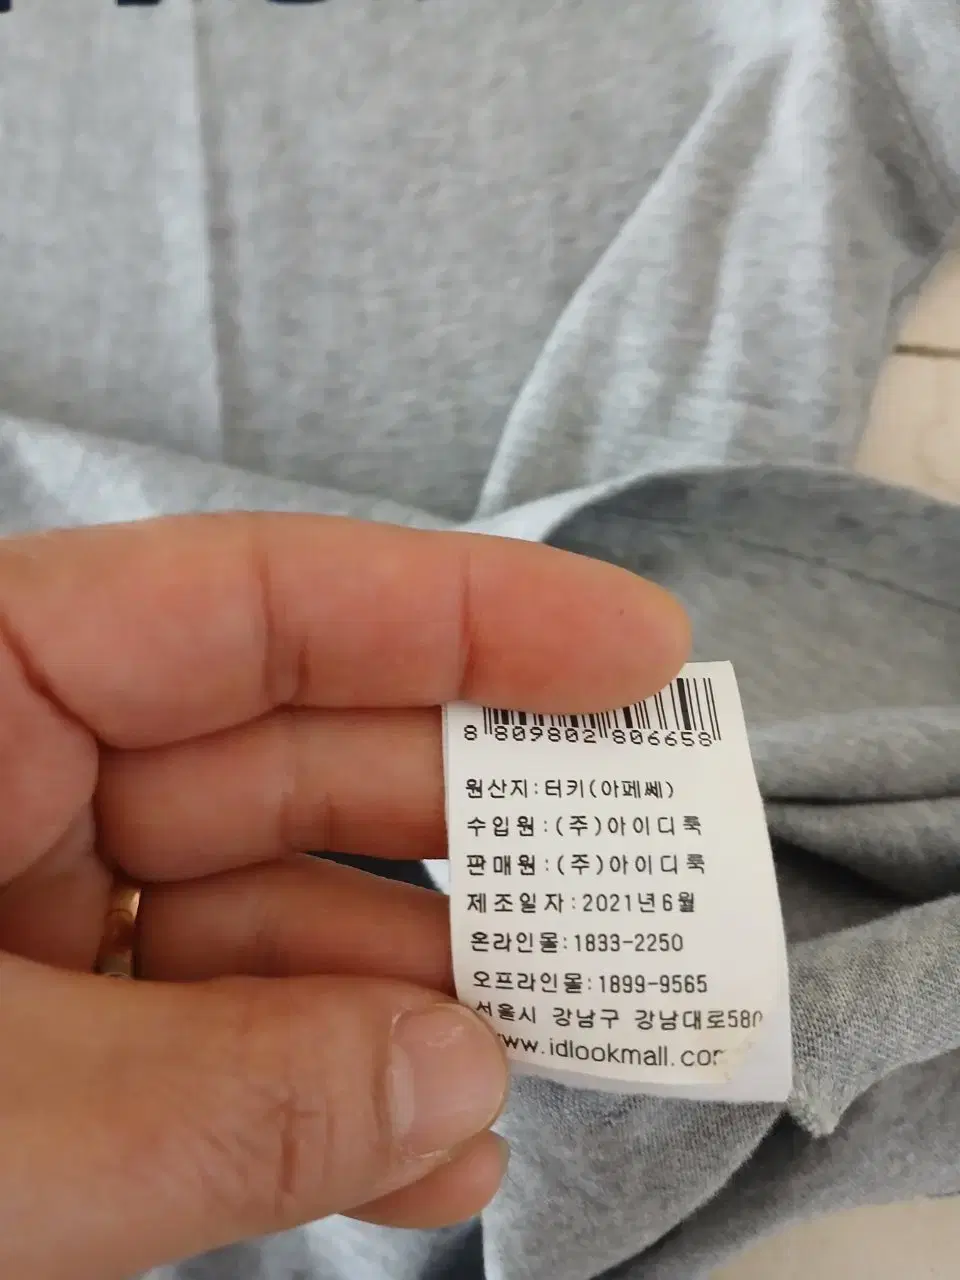 8 809802 806658
원산지:터키(아페쎄)
수입원:(주)아이디룩
판매원:(주)아이디룩
제조일자:2021년6월
온라인몰:1833-2250
오프라인몰:1899-9565
서울시 강남구 강남대로580
www.idlookmall.com